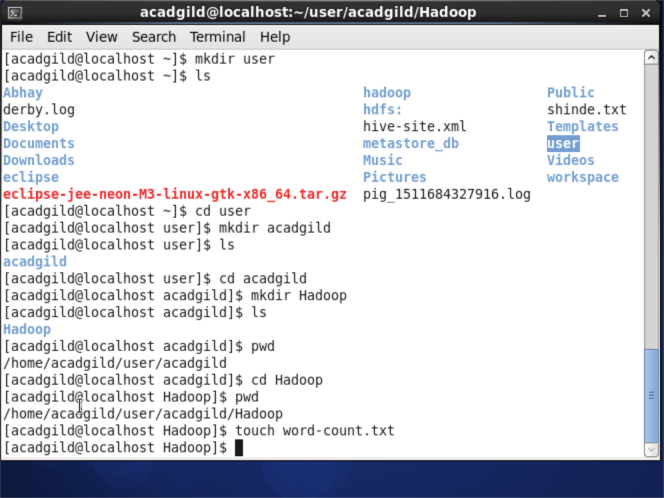 acadgild@localhost:~/user/acadgild/Hadoop
File Edit View Search Terminal Help
[acadgild@localhost ~]$ mkdir user
[acadgild@localhost ~]$ ls
Abhay hadoop Public
derby.log hdfs: shinde.txt
Desktop hive-site.xml Templates
Documents metastore_db user
Downloads Music Videos
eclipse Pictures workspace
eclipse-jee-neon-M3-linux-gtk-x86_64.tar.gz pig_1511684327916.log
[acadgild@localhost ~]$ cd user
[acadgild@localhost user]$ mkdir acadgild
[acadgild@localhost user]$ ls
acadgild
[acadgild@localhost user]$ cd acadgild
[acadgild@localhost acadgild]$ mkdir Hadoop
[acadgild@localhost acadgild]$ ls
Hadoop
[acadgild@localhost acadgild]$ pwd
/home/acadgild/user/acadgild
[acadgild@localhost acadgild]$ cd Hadoop
[acadgild@localhost Hadoop]$ pwd
/home/acadgild/user/acadgild/Hadoop
[acadgild@localhost Hadoop]$ touch word-count.txt
[acadgild@localhost Hadoop]$